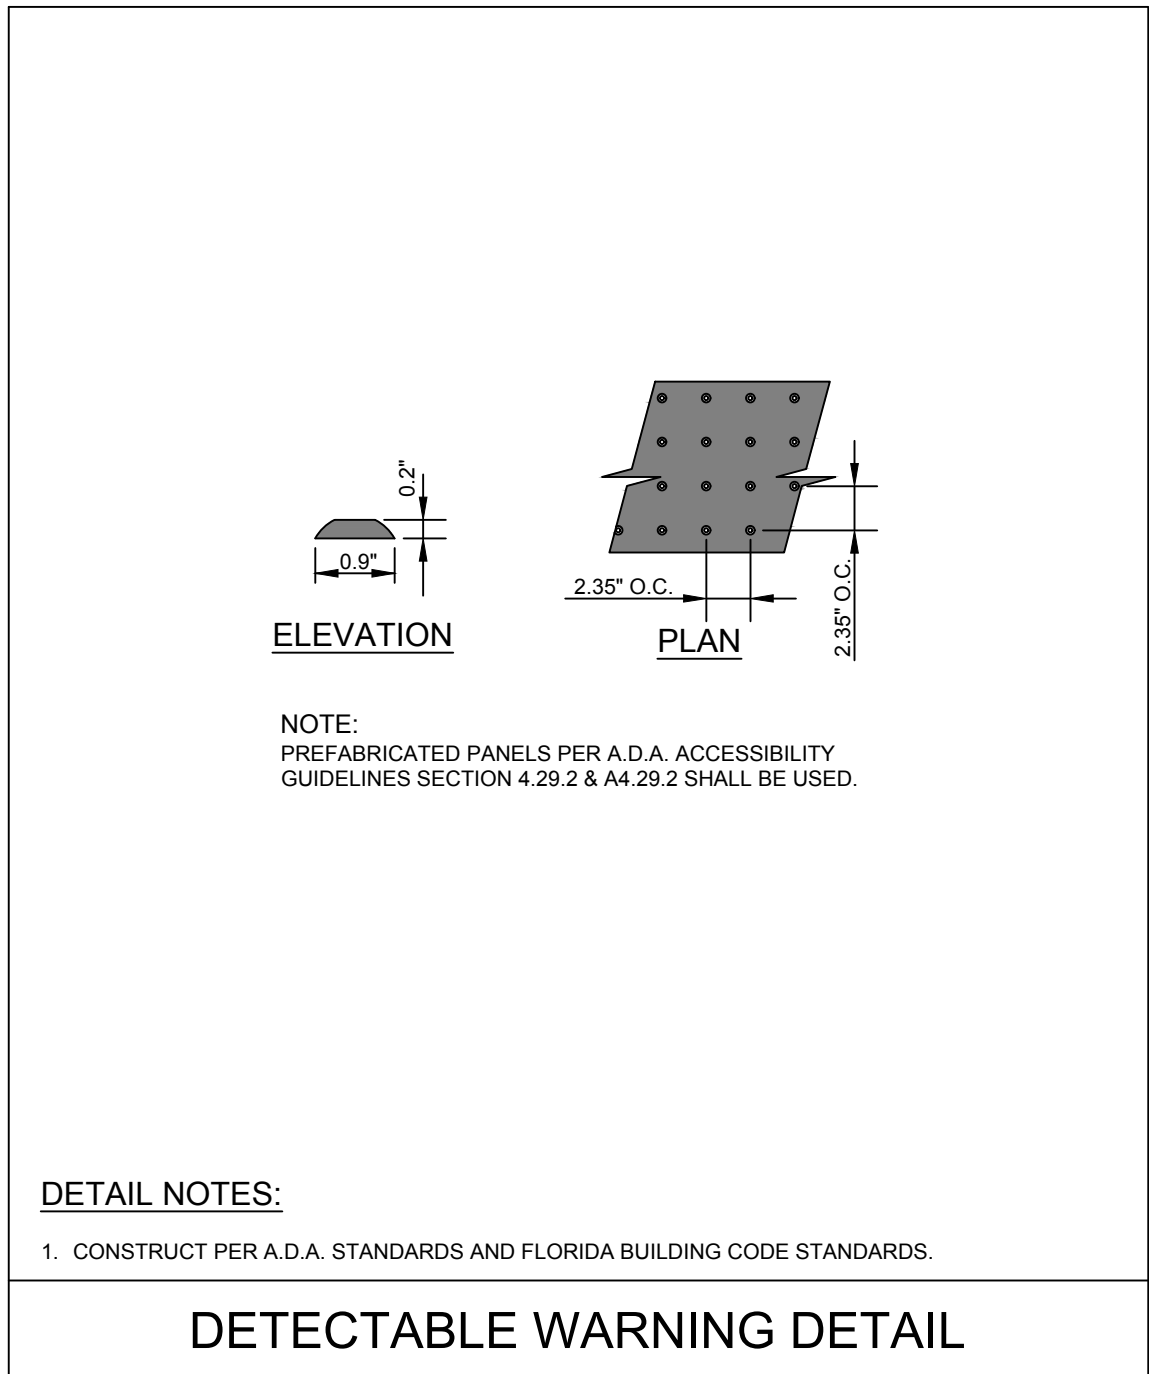 0.2"
0.9"
ELEVATION
2.35" O.C.
2.35" O.C.
PLAN
NOTE:
PREFABRICATED PANELS PER A.D.A. ACCESSIBILITY
GUIDELINES SECTION 4.29.2 & A4.29.2 SHALL BE USED.
DETAIL NOTES:
1. CONSTRUCT PER A.D.A. STANDARDS AND FLORIDA BUILDING CODE STANDARDS.
DETECTABLE WARNING DETAIL